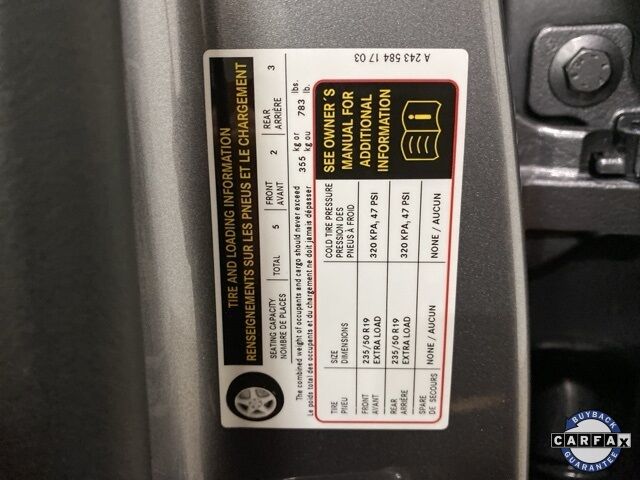 TIRE AND LOADING INFORMATION
RENSEIGNEMENTS SUR LES PNEUS ET LE CHARGEMENT
SEATING CAPACITY TOTAL 5 FRONT 2 REAR 3
NOMBRE DE PLACES AVANT ARRIÈRE
The combined weight of occupants and cargo should never exceed 355 kg or 783 lbs.
Le poids total des occupants et du chargement ne doit jamais dépasser kg ou lb.
TIRE SIZE COLD TIRE PRESSURE
PNEU DIMENSIONS PRESSION DES
PNEUS À FROID
FRONT 235/50 R19 320 KPA, 47 PSI
AVANT EXTRA LOAD
REAR 235/50 R19 320 KPA, 47 PSI
ARRIÈRE EXTRA LOAD
SPARE NONE / AUCUN NONE / AUCUN
DE SECOURS
SEE OWNER´S
MANUAL FOR
ADDITIONAL
INFORMATION
A 243 584 17 03
BUYBACK
CARFAX
GUARANTEE